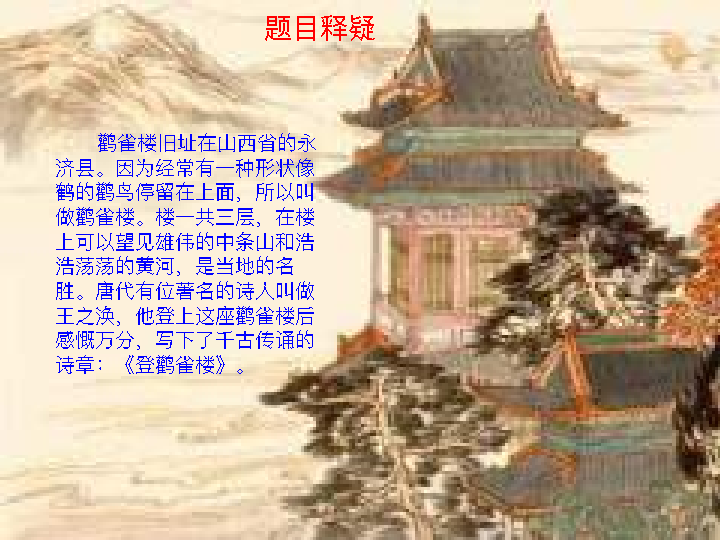 题目释疑
鹳雀楼旧址在山西省的永
济县。因为经常有一种形状像
鹤的鹳鸟停留在上面，所以叫
做鹳雀楼。楼一共三层，在楼
上可以望见雄伟的中条山和浩
浩荡荡的黄河，是当地的名
胜。唐代有位著名的诗人叫做
王之涣，他登上这座鹳雀楼后
感慨万分，写下了千古传诵的
诗章：《登鹳雀楼》。